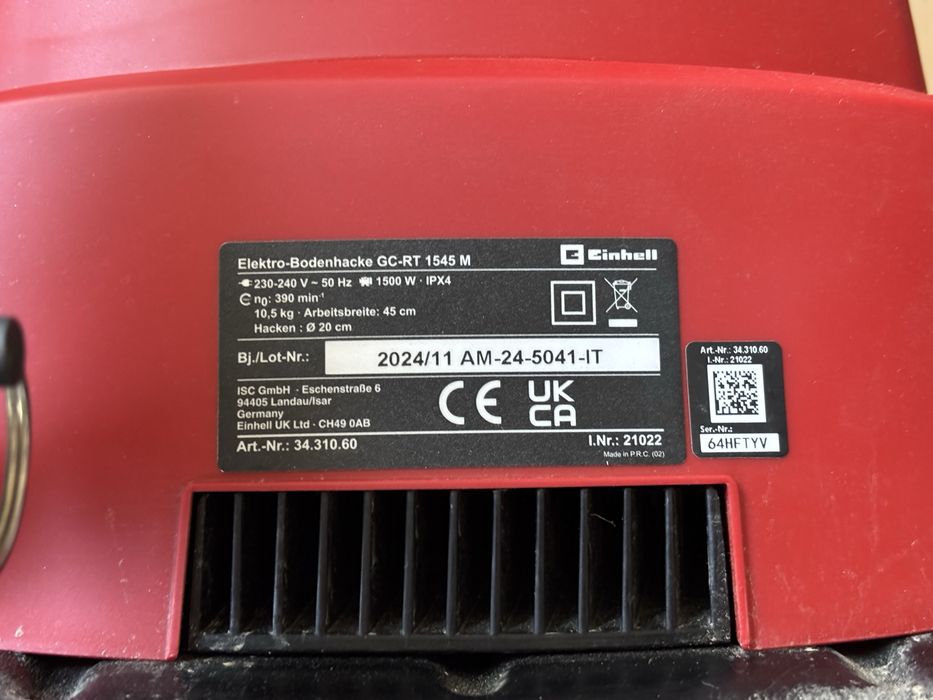 Elektro-Bodenhacke GC-RT 1545 M
Einhell
230-240 V ~ 50 Hz 1500 W · IPX4
n₀: 390 min⁻¹
10,5 kg · Arbeitsbreite: 45 cm
Hacken : Ø 20 cm
Bj./Lot-Nr.: 2024/11 AM-24-5041-IT
ISC GmbH · Eschenstraße 6
94405 Landau/Isar
Germany
Einhell UK Ltd · CH49 0AB
CE
UK
CA
Art.-Nr.: 34.310.60
I.Nr.: 21022
Made in P.R.C. (02)
Art.-Nr.: 34.310.60
I.-Nr.: 21022
Ser.-Nr.:
64HFTYV